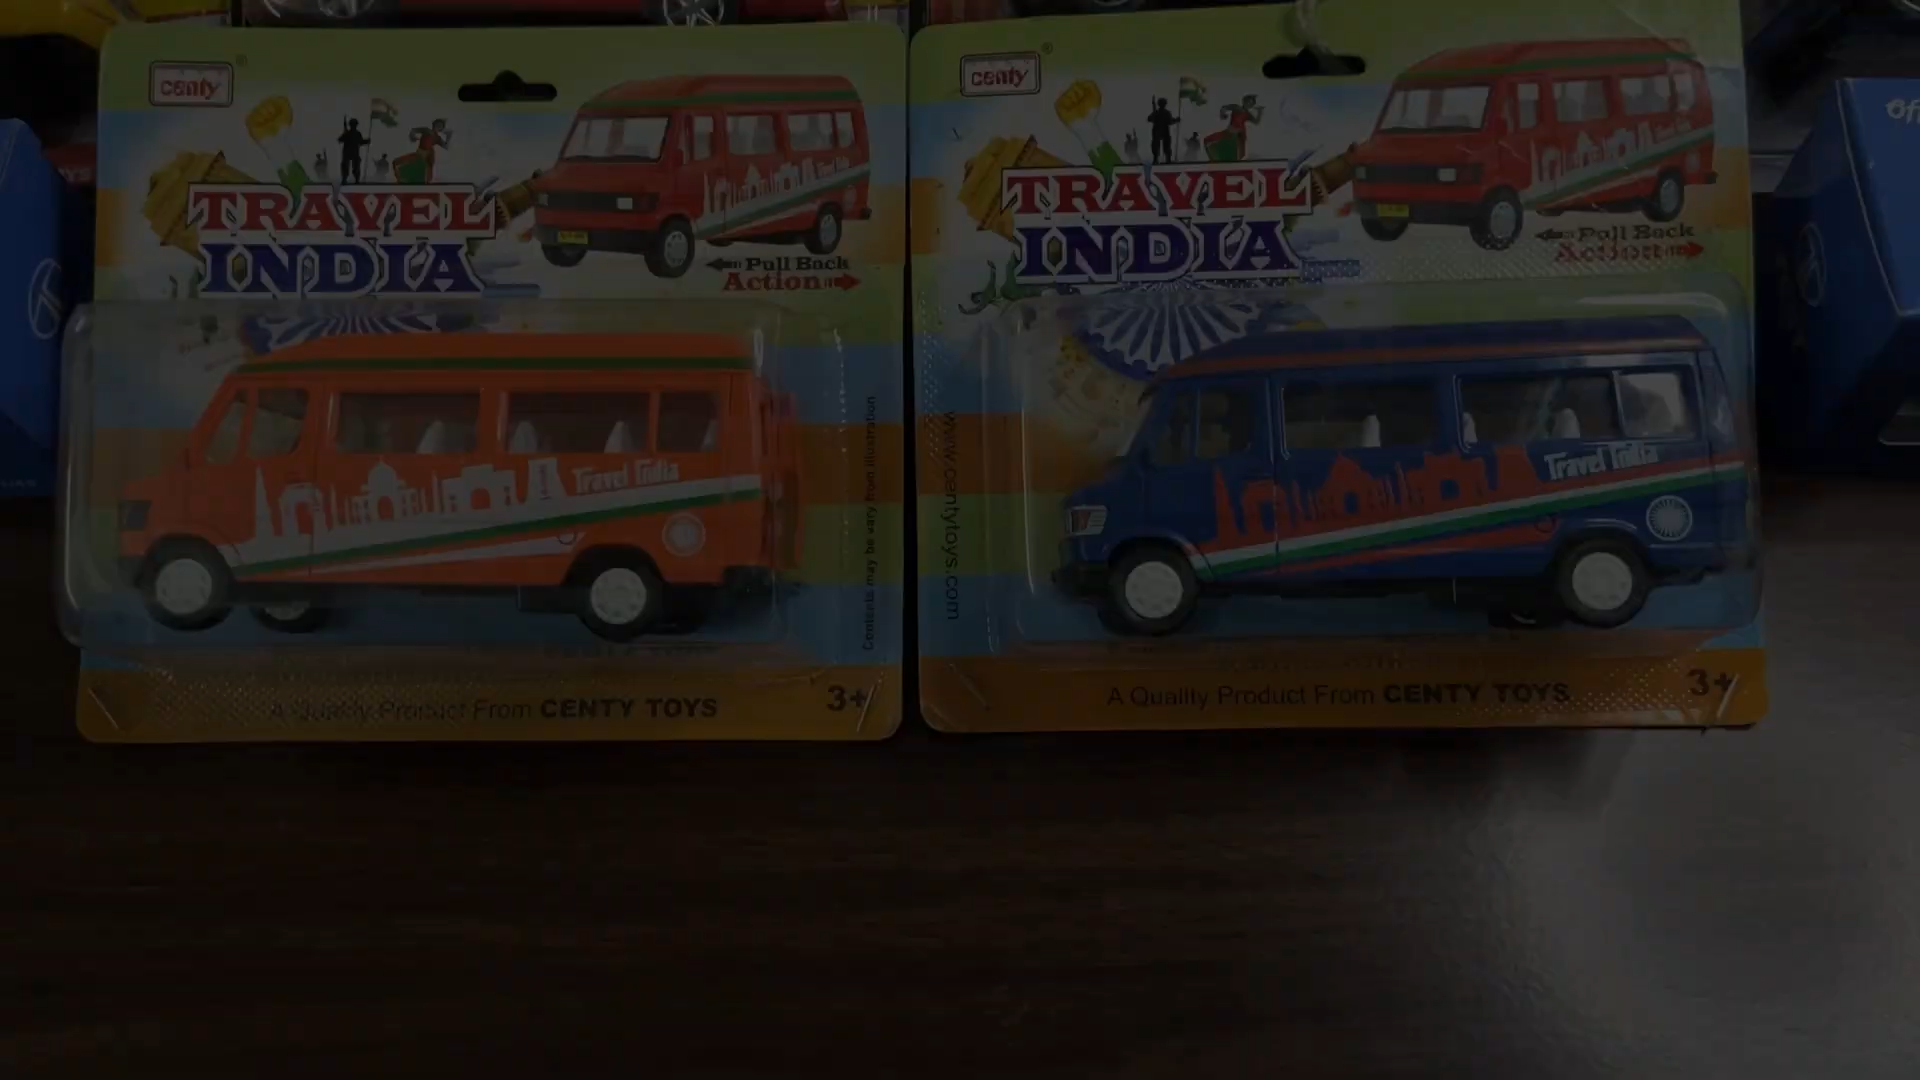 centy
TRAVEL
INDIA
Pull Back
Action
Travel India
Contents may be vary from illustration
A Quality Product From CENTY TOYS
3+
centy
TRAVEL
INDIA
Pull Back
Action
Travel India
www.centytoys.com
A Quality Product From CENTY TOYS
3+